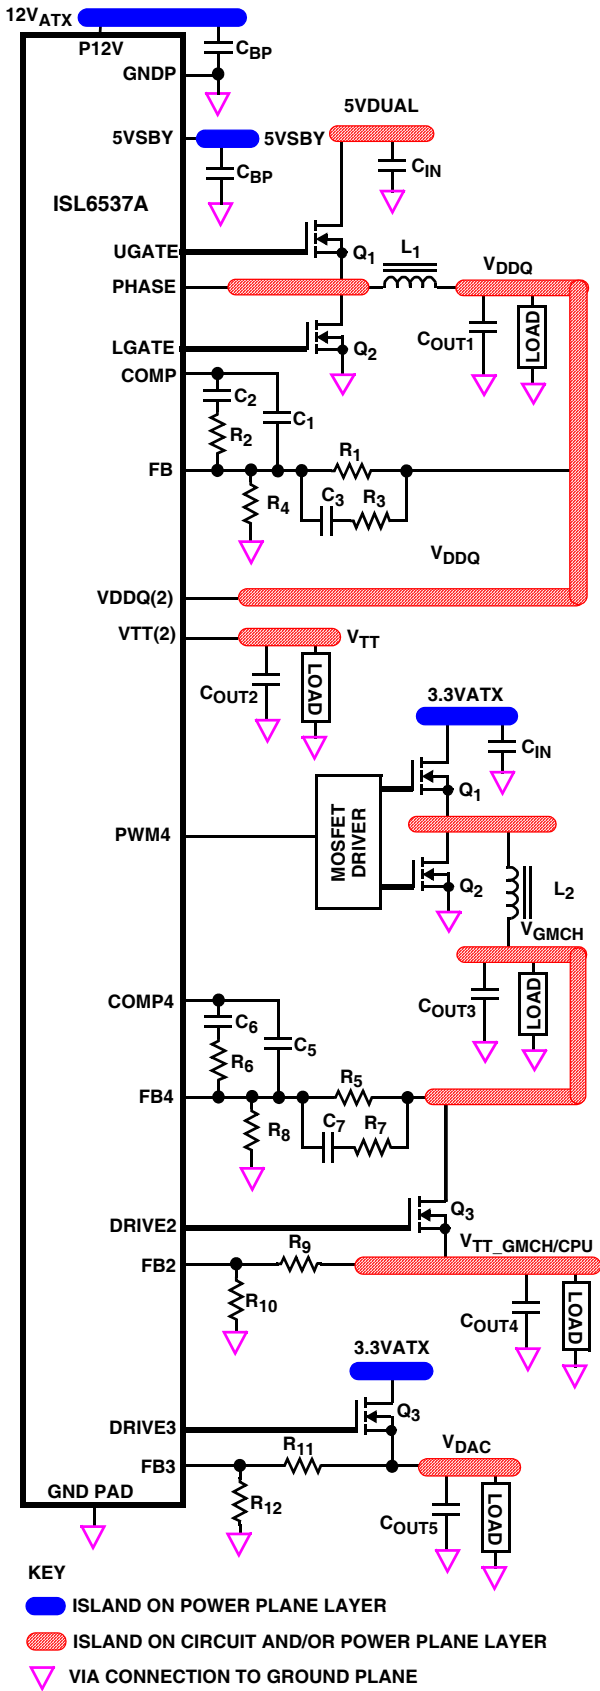 12VATX
P12V
CBP
GNDP
5VDUAL
5VSBY
5VSBY
CBP
CIN
ISL6537A
UGATE
Q1
L1
VDDQ
PHASE
COUT1
LOAD
LGATE
Q2
COMP
C2
C1
R2
R1
FB
R4
C3
R3
VDDQ
VDDQ(2)
VTT(2)
VTT
COUT2
LOAD
3.3VATX
CIN
Q1
PWM4
MOSFET
DRIVER
Q2
L2
VGMCH
COUT3
LOAD
COMP4
C6
C5
R6
R5
FB4
R8
C7
R7
Q3
DRIVE2
R9
VTT_GMCH/CPU
FB2
R10
COUT4
LOAD
3.3VATX
Q3
DRIVE3
R11
VDAC
FB3
GND PAD
R12
COUT5
LOAD
KEY
ISLAND ON POWER PLANE LAYER
ISLAND ON CIRCUIT AND/OR POWER PLANE LAYER
VIA CONNECTION TO GROUND PLANE